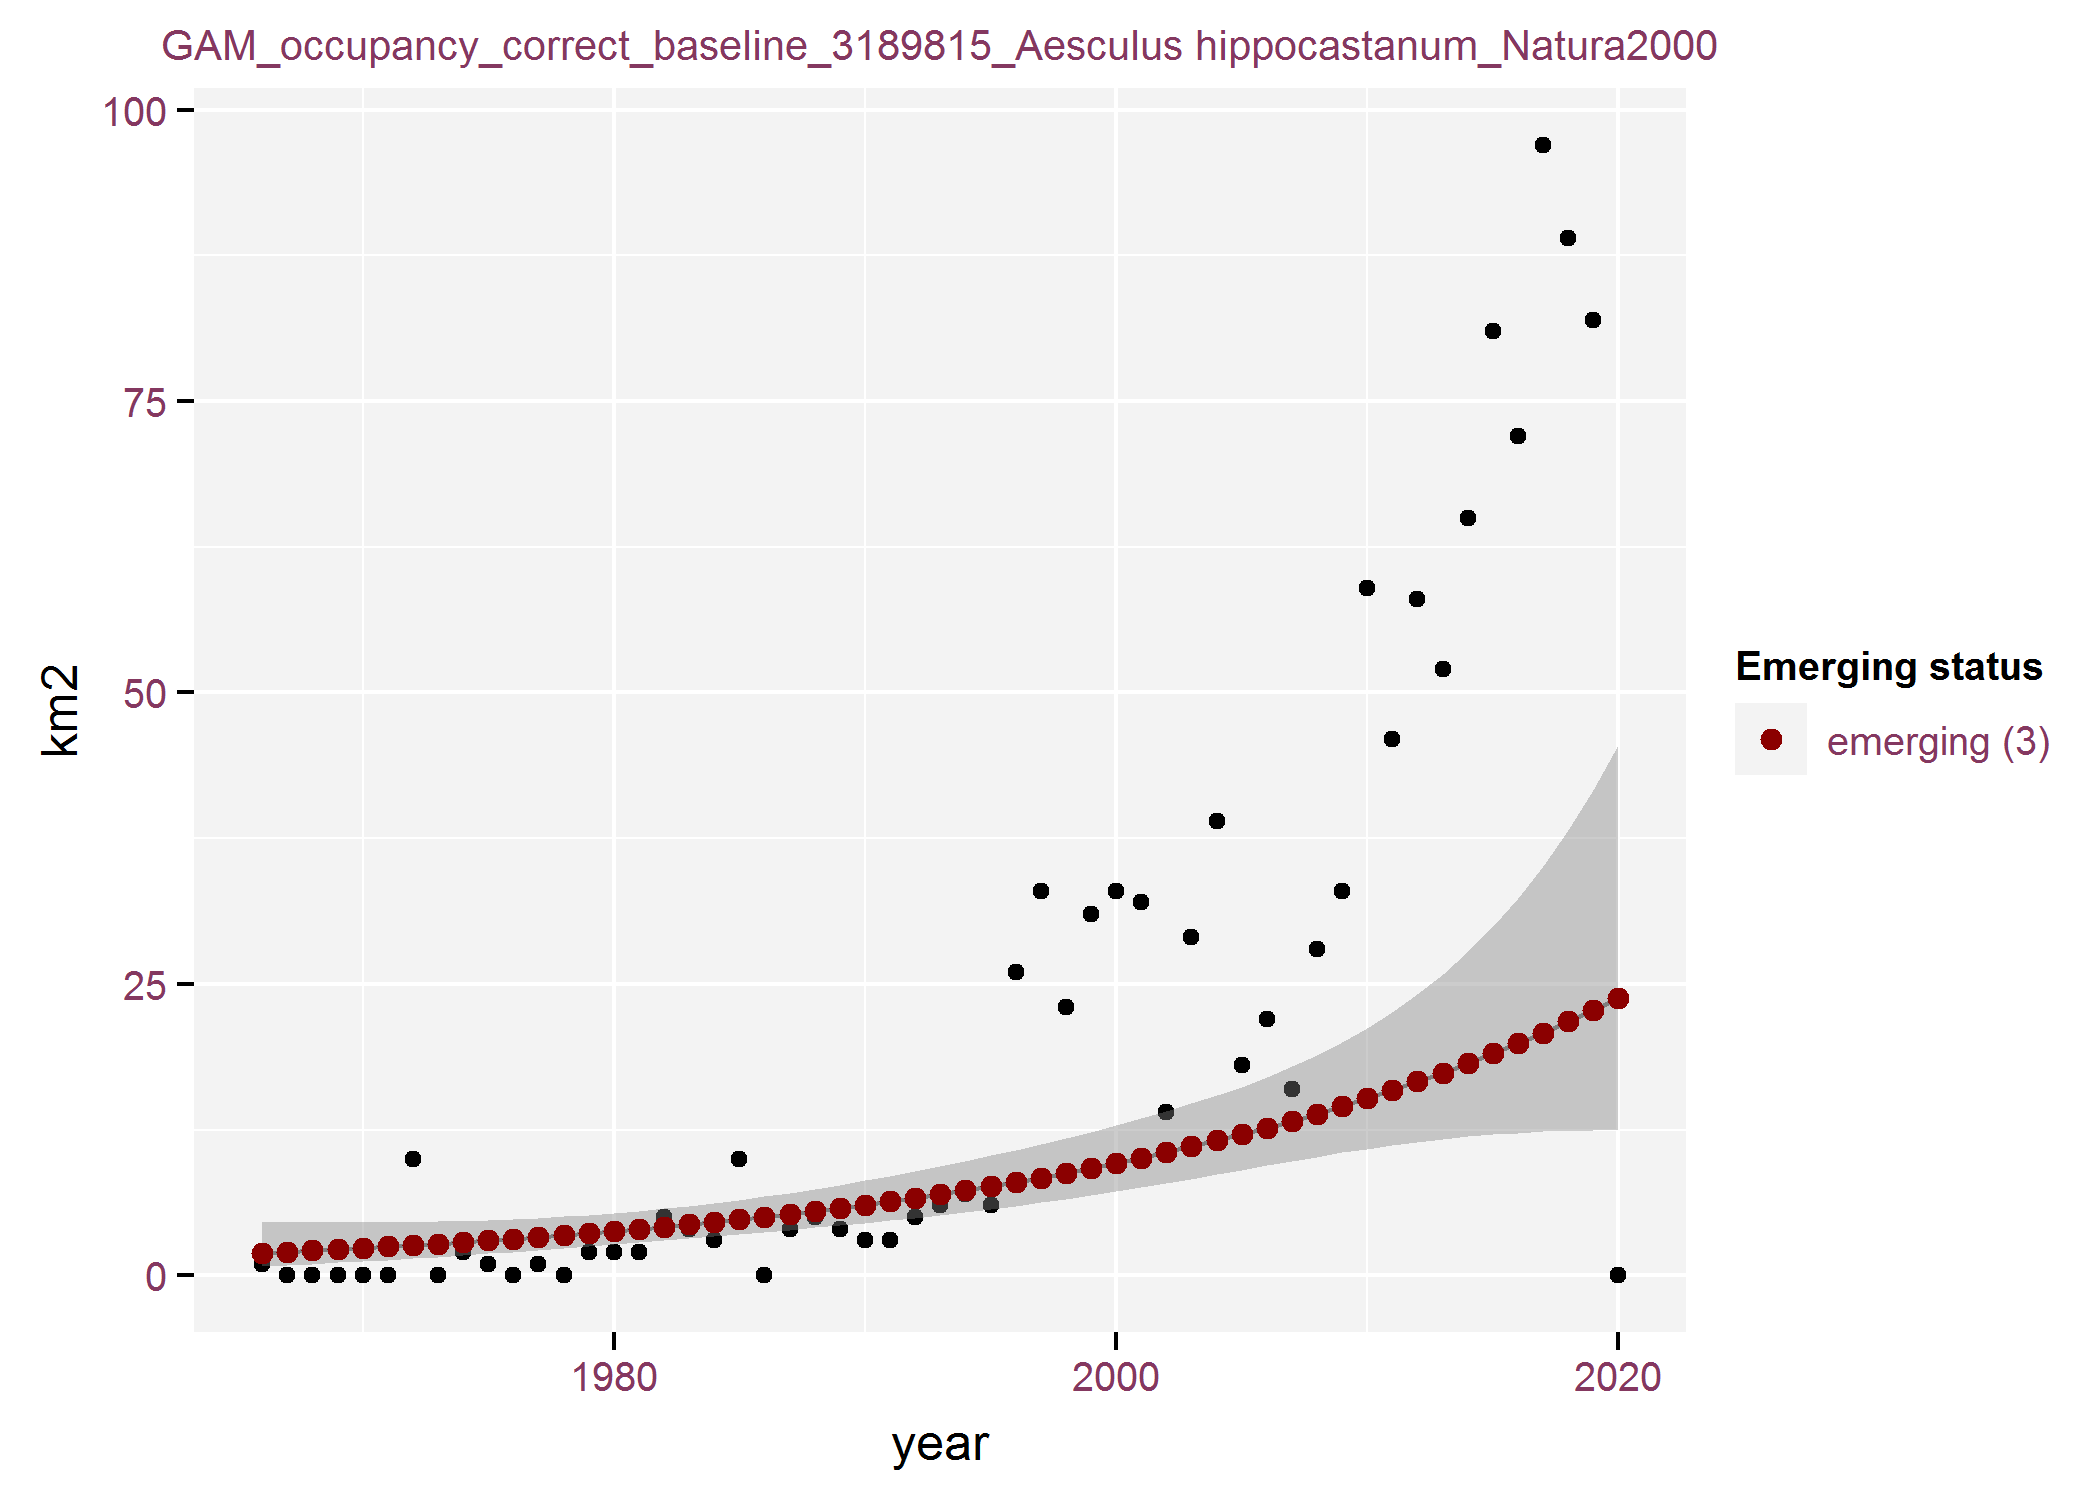 GAM_occupancy_correct_baseline_3189815_Aesculus hippocastanum_Natura2000
100
75
50
25
0
km2
1980
2000
2020
year
Emerging status
emerging (3)